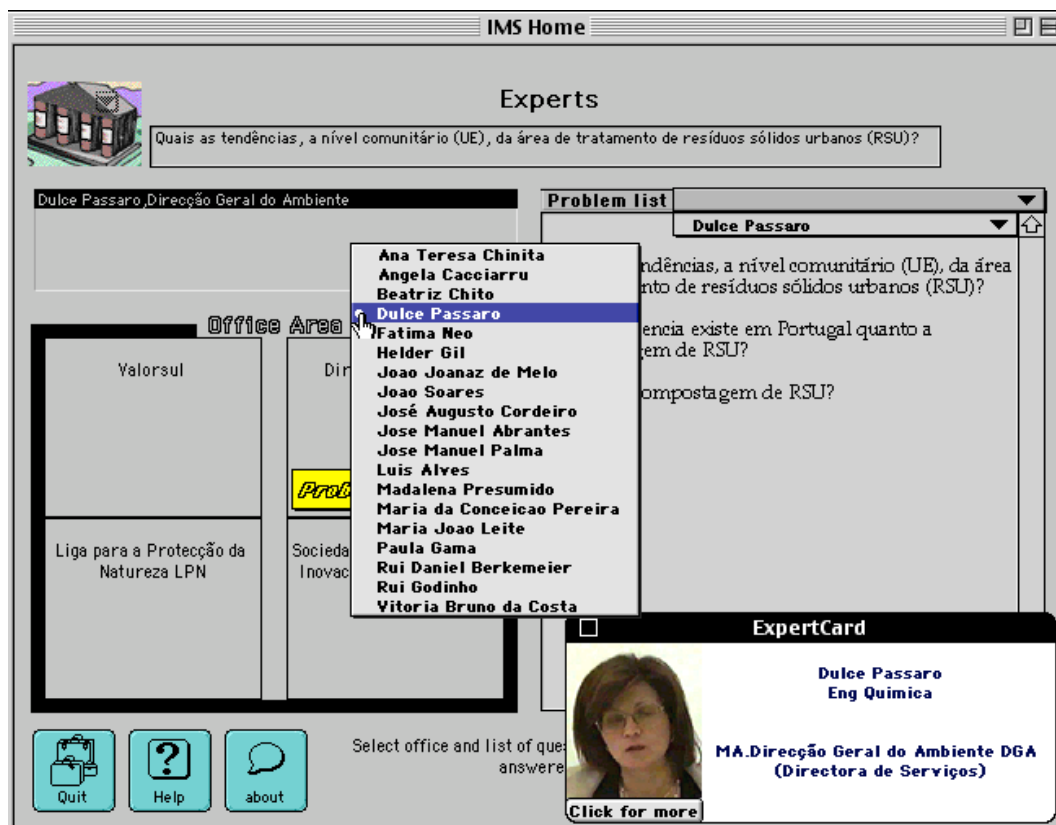 IMS Home
Experts
Quais as tendências, a nível comunitário (UE), da área de tratamento de resíduos sólidos urbanos (RSU)?
Dulce Passaro,Direcção Geral do Ambiente
Problem list
Dulce Passaro
ndências, a nível comunitário (UE), da área
nto de resíduos sólidos urbanos (RSU)?
encia existe em Portugal quanto a
em de RSU?
ompostagem de RSU?
Ana Teresa Chinita
Angela Cacciarru
Beatriz Chito
Dulce Passaro
Fatima Neo
Helder Gil
Joao Joanaz de Melo
Joao Soares
José Augusto Cordeiro
Jose Manuel Abrantes
Jose Manuel Palma
Luis Alves
Madalena Presumido
Maria da Conceicao Pereira
Maria Joao Leite
Paula Gama
Rui Daniel Berkemeier
Rui Godinho
Vitoria Bruno da Costa
Office Area
Valorsul
Dir
Prob
Liga para a Protecção da
Natureza LPN
Socieda
Inovac
ExpertCard
Dulce Passaro
Eng Quimica
MA.Direcção Geral do Ambiente DGA
(Directora de Serviços)
Click for more
Select office and list of que
answere
Quit
Help
about